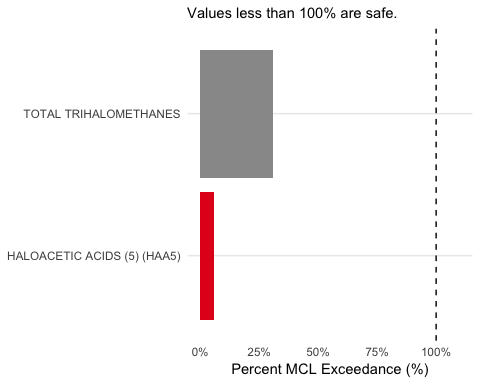 Values less than 100% are safe.
TOTAL TRIHALOMETHANES
HALOACETIC ACIDS (5) (HAA5)
0% 25% 50% 75% 100%
Percent MCL Exceedance (%)